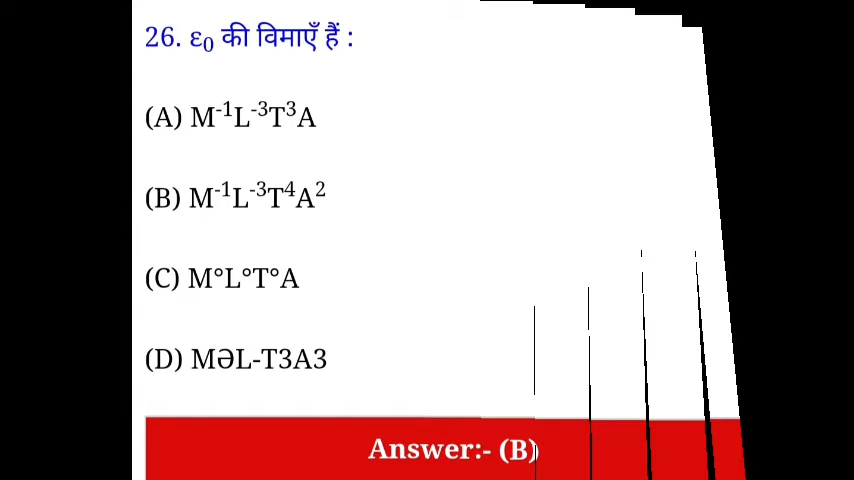 26. ε₀ की विमाएँ हैं :
(A) M⁻¹L⁻³T³A
(B) M⁻¹L⁻³T⁴A²
(C) M°L°T°A
(D) MƏL-T3A3
Answer:- (B)